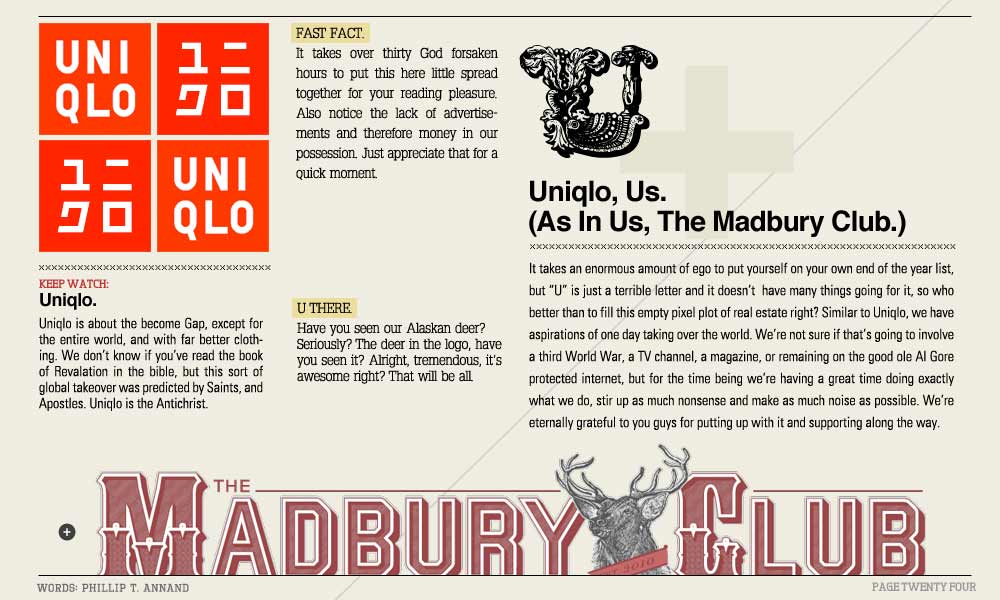 UNI
QLO
ユニ
クロ
ユニ
クロ
UNI
QLO
KEEP WATCH:
Uniqlo.
Uniqlo is about the become Gap, except for
the entire world, and with far better cloth-
ing. We don't know if you've read the book
of Revalation in the bible, but this sort of
global takeover was predicted by Saints, and
Apostles. Uniqlo is the Antichrist.
FAST FACT.
It takes over thirty God forsaken
hours to put this here little spread
together for your reading pleasure.
Also notice the lack of advertise-
ments and therefore money in our
possession. Just appreciate that for a
quick moment.
U THERE.
Have you seen our Alaskan deer?
Seriously? The deer in the logo, have
you seen it? Alright, tremendous, it's
awesome right? That will be all.
U
Uniqlo, Us.
(As In Us, The Madbury Club.)
It takes an enormous amount of ego to put yourself on your own end of the year list,
but “U” is just a terrible letter and it doesn't have many things going for it, so who
better than to fill this empty pixel plot of real estate right? Similar to Uniqlo, we have
aspirations of one day taking over the world. We're not sure if that's going to involve
a third World War, a TV channel, a magazine, or remaining on the good ole Al Gore
protected internet, but for the time being we're having a great time doing exactly
what we do, stir up as much nonsense and make as much noise as possible. We're
eternally grateful to you guys for putting up with it and supporting along the way.
THE
MADBURY CLUB
2010
WORDS: PHILLIP T. ANNAND
PAGE TWENTY FOUR